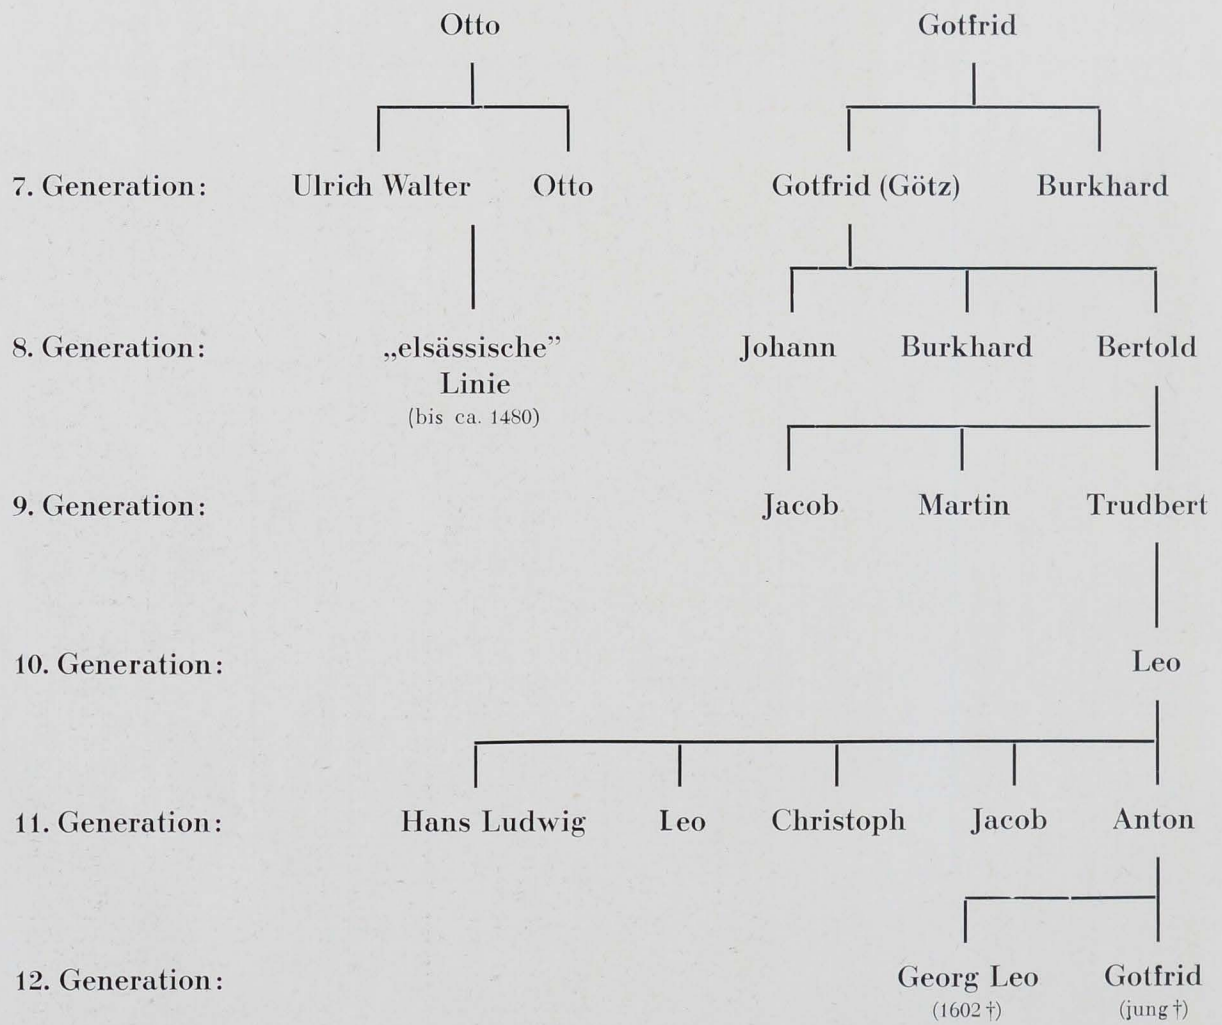 Otto Gotfrid
7. Generation: Ulrich Walter Otto Gotfrid (Götz) Burkhard
8. Generation: „elsässische” Johann Burkhard Bertold
Linie
(bis ca. 1480)
9. Generation: Jacob Martin Trudbert
10. Generation: Leo
11. Generation: Hans Ludwig Leo Christoph Jacob Anton
12. Generation: Georg Leo Gotfrid
(1602 †) (jung †)